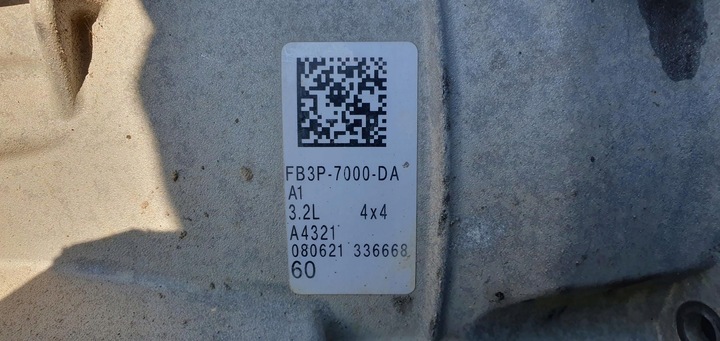 FB3P-7000-DA
A1
3.2L 4x4
A4321
080621 336668
60